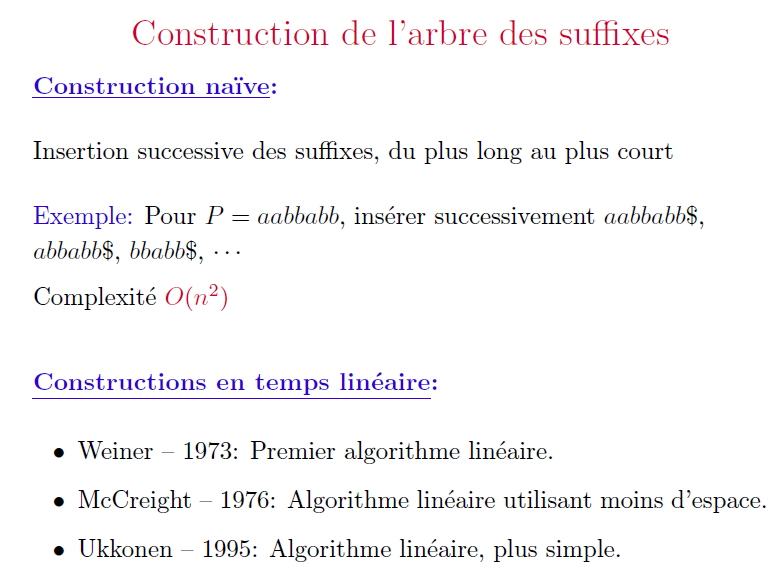 Construction de l'arbre des suffixes
Construction naïve:
Insertion successive des suffixes, du plus long au plus court
Exemple: Pour P = aabbabb, insérer successivement aabbabb$,
abbabb$, bbabb$, ···
Complexité O(n²)
Constructions en temps linéaire:
• Weiner – 1973: Premier algorithme linéaire.
• McCreight – 1976: Algorithme linéaire utilisant moins d'espace.
• Ukkonen – 1995: Algorithme linéaire, plus simple.